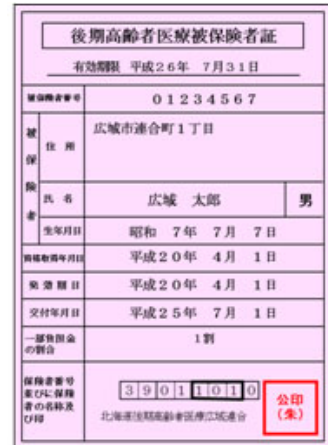 後期高齢者医療被保険者証
有効期限 平成26年 7月31日
被保険者番号 01234567
被保険者
住所 広城市連合町1丁目
氏名 広城 太郎 男
生年月日 昭和 7年 7月 7日
資格取得年月日 平成20年 4月 1日
発効期日 平成20年 4月 1日
交付年月日 平成25年 7月 1日
一部負担金の割合 1割
保険者番号並びに保険者の名称及び印
39011010
北海道後期高齢者医療広域連合
公印
(朱)